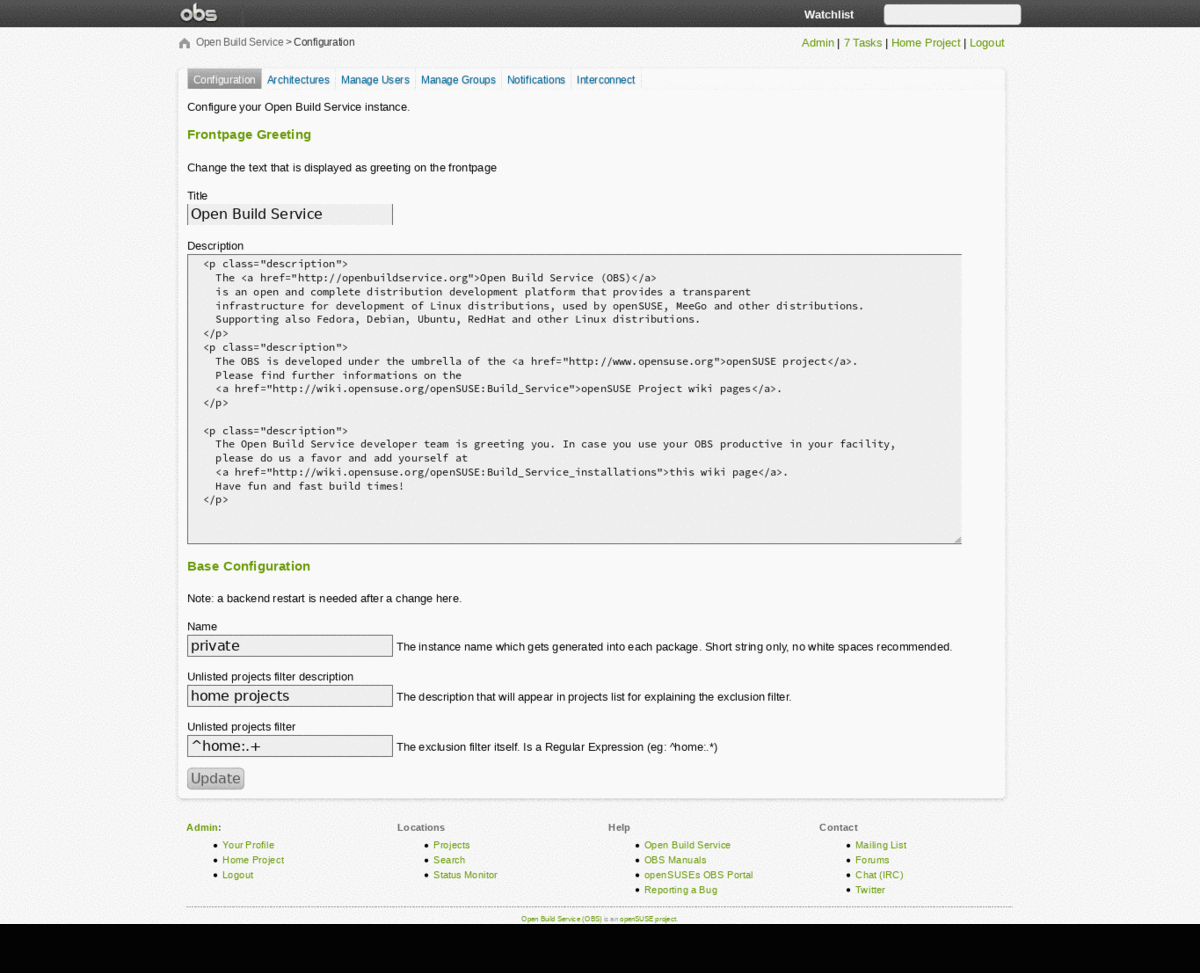 obs Watchlist
Open Build Service > Configuration Admin | 7 Tasks | Home Project | Logout
Configuration Architectures Manage Users Manage Groups Notifications Interconnect
Configure your Open Build Service instance.
Frontpage Greeting
Change the text that is displayed as greeting on the frontpage
Title
Open Build Service
Description
<p class="description">
The <a href="http://openbuildservice.org">Open Build Service (OBS)</a>
is an open and complete distribution development platform that provides a transparent
infrastructure for development of Linux distributions, used by openSUSE, MeeGo and other distributions.
Supporting also Fedora, Debian, Ubuntu, RedHat and other Linux distributions.
</p>
<p class="description">
The OBS is developed under the umbrella of the <a href="http://www.opensuse.org">openSUSE project</a>.
Please find further informations on the
<a href="http://wiki.opensuse.org/openSUSE:Build_Service">openSUSE Project wiki pages</a>.
</p>
<p class="description">
The Open Build Service developer team is greeting you. In case you use your OBS productive in your facility,
please do us a favor and add yourself at
<a href="http://wiki.opensuse.org/openSUSE:Build_Service_installations">this wiki page</a>.
Have fun and fast build times!
</p>
Base Configuration
Note: a backend restart is needed after a change here.
Name
private The instance name which gets generated into each package. Short string only, no white spaces recommended.
Unlisted projects filter description
home projects The description that will appear in projects list for explaining the exclusion filter.
Unlisted projects filter
^home:.+ The exclusion filter itself. Is a Regular Expression (eg: ^home:.*)
Update
Admin: Locations Help Contact
Your Profile Projects Open Build Service Mailing List
Home Project Search OBS Manuals Forums
Logout Status Monitor openSUSEs OBS Portal Chat (IRC)
Reporting a Bug Twitter
Open Build Service (OBS) is an openSUSE project.